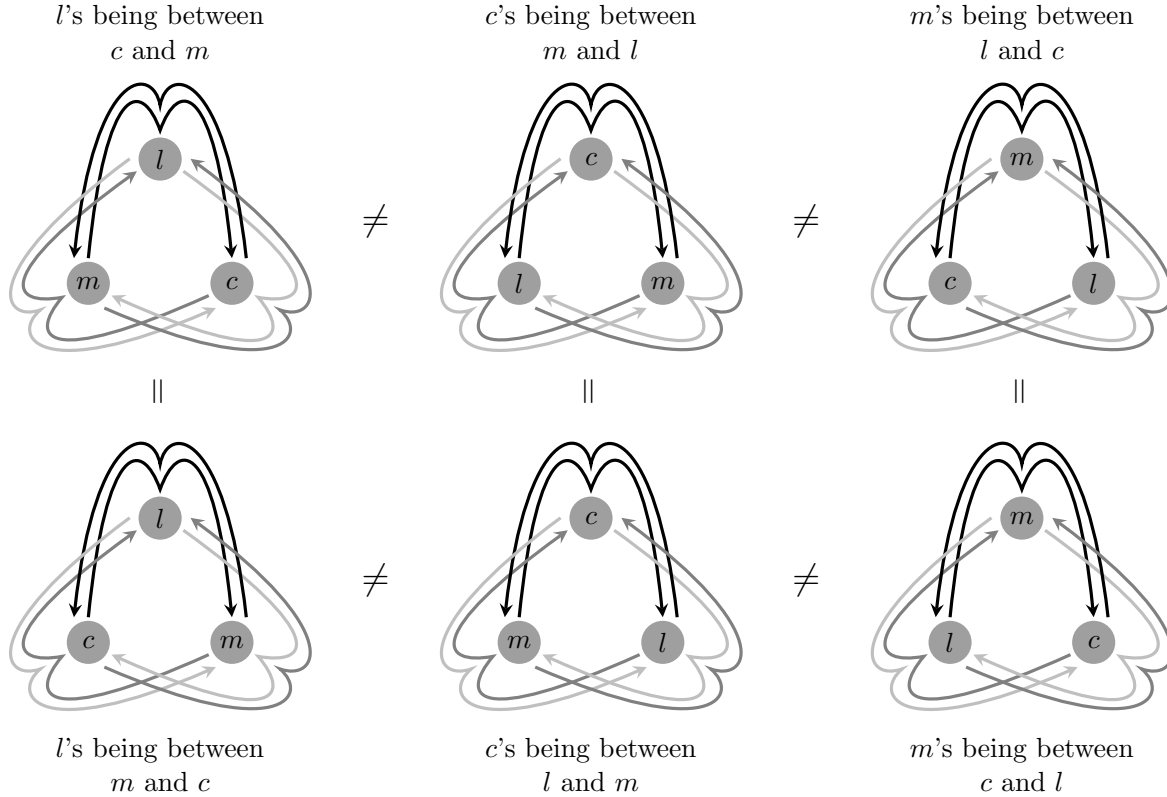 l's being between
c and m
c's being between
m and l
m's being between
l and c
l
c
m
≠
≠
m
c
l
m
c
l
=
=
=
l
c
m
≠
≠
c
m
m
l
l
c
l's being between
m and c
c's being between
l and m
m's being between
c and l